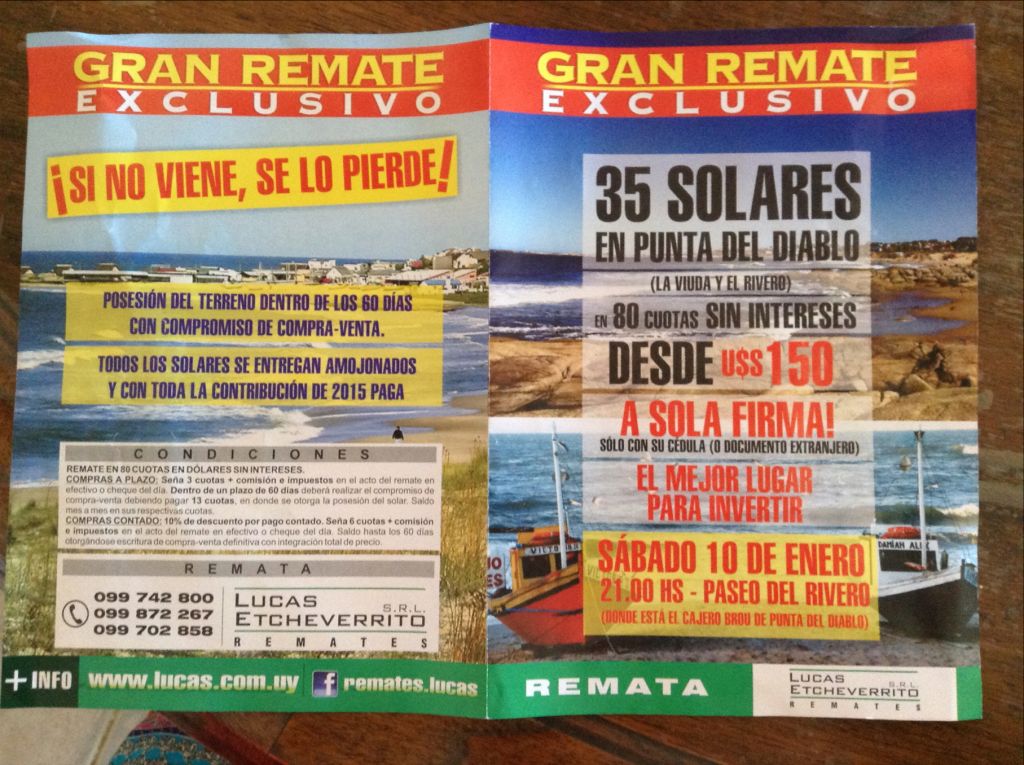 GRAN REMATE
EXCLUSIVO
¡SI NO VIENE, SE LO PIERDE!
POSESIÓN DEL TERRENO DENTRO DE LOS 60 DÍAS
CON COMPROMISO DE COMPRA-VENTA.
TODOS LOS SOLARES SE ENTREGAN AMOJONADOS
Y CON TODA LA CONTRIBUCIÓN DE 2015 PAGA
CONDICIONES
REMATE EN 80 CUOTAS EN DÓLARES SIN INTERESES.
COMPRAS A PLAZO: Seña 3 cuotas + comisión e impuestos en el acto del remate en
efectivo o cheque del día. Dentro de un plazo de 60 días deberá realizar el compromiso de
compra-venta debiendo pagar 13 cuotas, en donde se otorga la posesión del solar. Saldo
mes a mes en sus respectivas cuotas.
COMPRAS CONTADO: 10% de descuento por pago contado. Seña 6 cuotas + comisión
e impuestos en el acto del remate en efectivo o cheque del día. Saldo hasta los 60 días
otorgándose escritura de compra-venta definitiva con integración total de precio.
REMATA
099 742 800
099 872 267
099 702 858
LUCAS
ETCHEVERRITO S.R.L.
REMATES
+ INFO www.lucas.com.uy f remates.lucas
GRAN REMATE
EXCLUSIVO
35 SOLARES
EN PUNTA DEL DIABLO
(LA VIUDA Y EL RIVERO)
EN 80 CUOTAS SIN INTERESES
DESDE U$S 150
A SOLA FIRMA!
SÓLO CON SU CÉDULA (O DOCUMENTO EXTRANJERO)
EL MEJOR LUGAR
PARA INVERTIR
DAMIÁN ALEX
SÁBADO 10 DE ENERO
21.00 HS - PASEO DEL RIVERO
(DONDE ESTÁ EL CAJERO BROU DE PUNTA DEL DIABLO)
REMATA
LUCAS
ETCHEVERRITO S.R.L.
REMATES